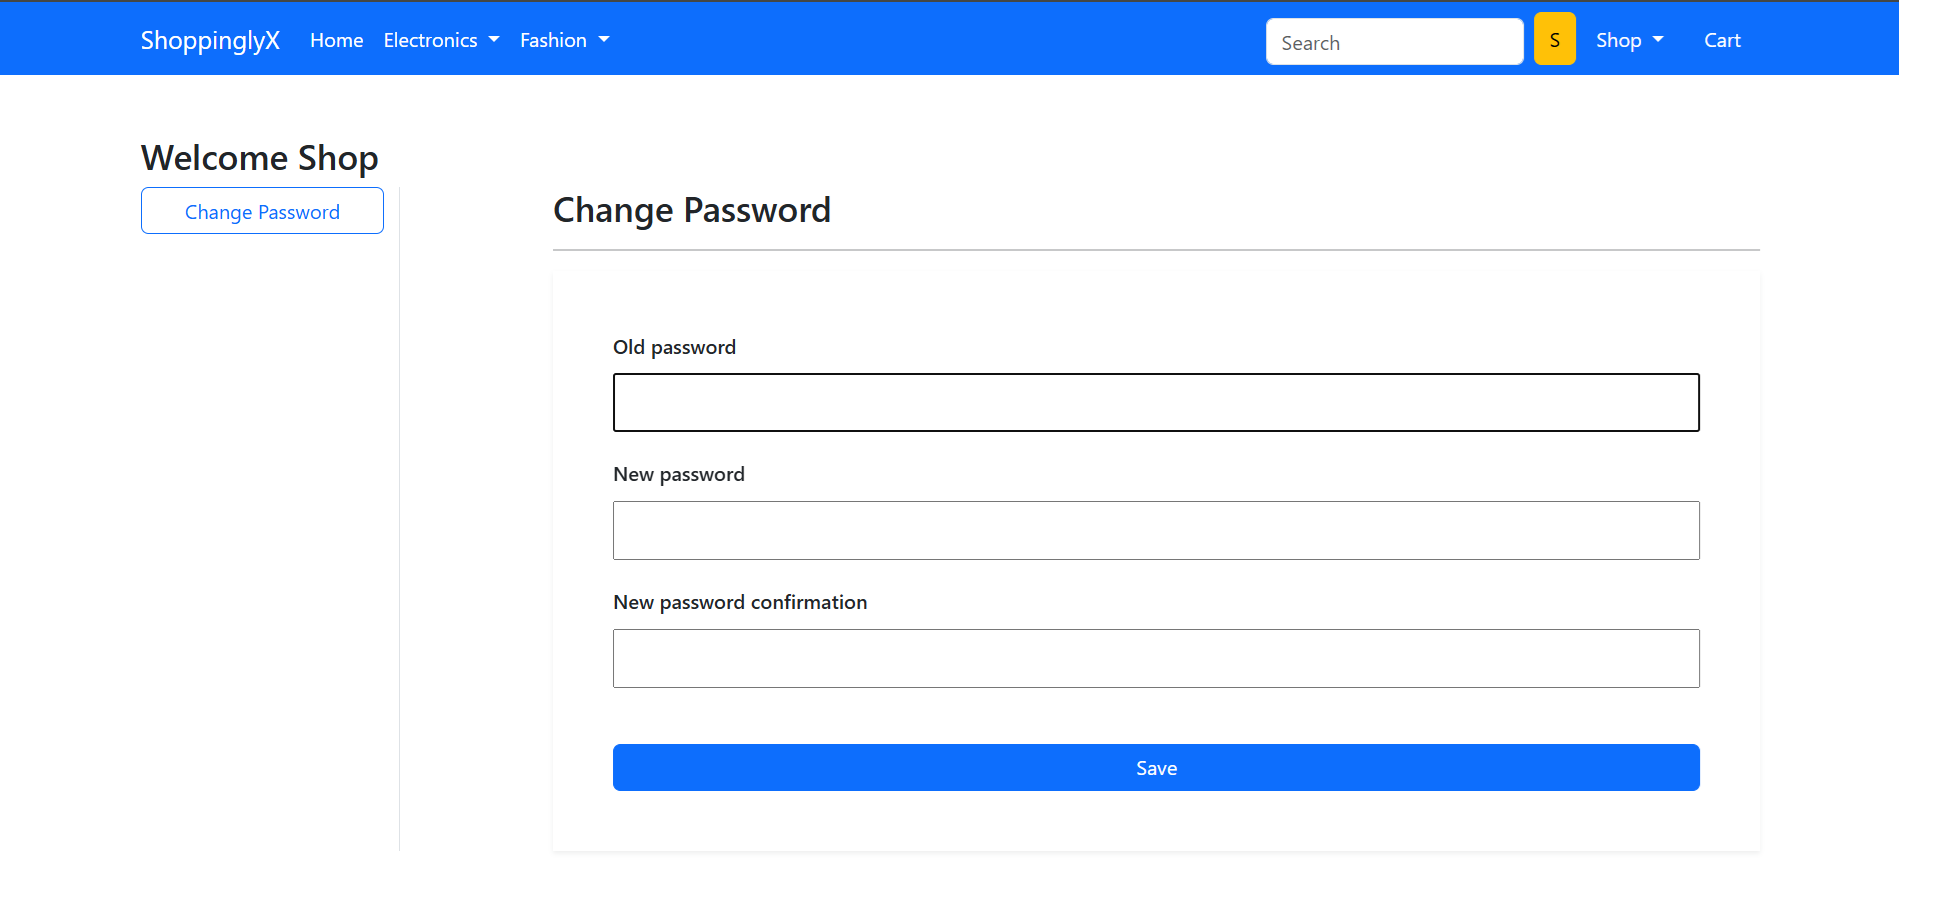 ShoppinglyX Home Electronics Fashion Search S Shop Cart
Welcome Shop
Change Password
Change Password
Old password
New password
New password confirmation
Save